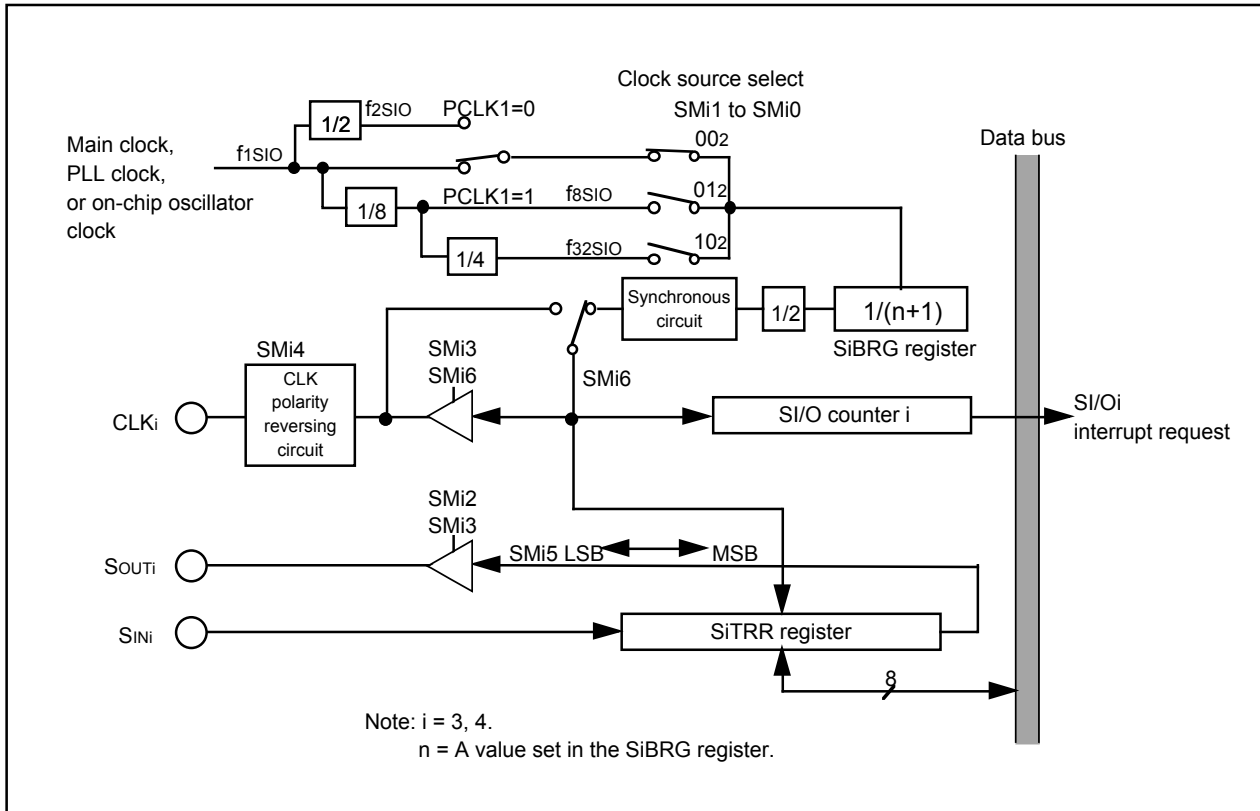 Clock source select
SMi1 to SMi0
Data bus
1/2
f2SIO
PCLK1=0
002
Main clock,
PLL clock,
or on-chip oscillator
clock
f1SIO
1/8
PCLK1=1
f8SIO
012
1/4
f32SIO
102
Synchronous
circuit
1/2
1/(n+1)
SiBRG register
SMi4
CLK
polarity
reversing
circuit
CLKi
SMi3
SMi6
SMi6
SI/O counter i
SI/Oi
interrupt request
SMi2
SMi3
SOUTi
SMi5 LSB
MSB
SINi
SiTRR register
8
Note: i = 3, 4.
n = A value set in the SiBRG register.